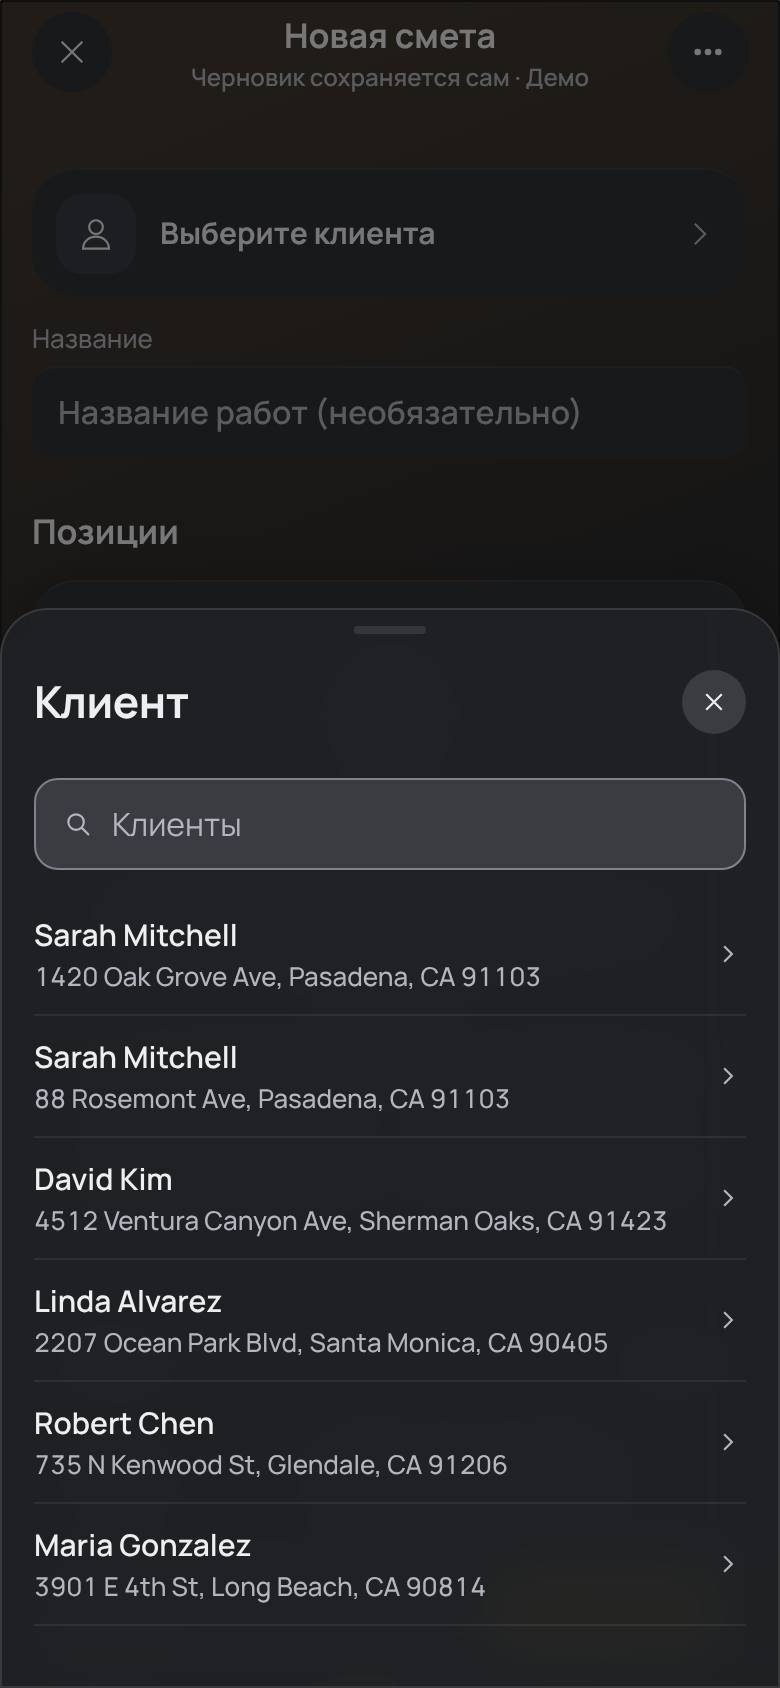 Новая смета
Черновик сохраняется сам · Демо
Выберите клиента
Название
Название работ (необязательно)
Позиции
Клиент
Клиенты
Sarah Mitchell
1420 Oak Grove Ave, Pasadena, CA 91103
Sarah Mitchell
88 Rosemont Ave, Pasadena, CA 91103
David Kim
4512 Ventura Canyon Ave, Sherman Oaks, CA 91423
Linda Alvarez
2207 Ocean Park Blvd, Santa Monica, CA 90405
Robert Chen
735 N Kenwood St, Glendale, CA 91206
Maria Gonzalez
3901 E 4th St, Long Beach, CA 90814